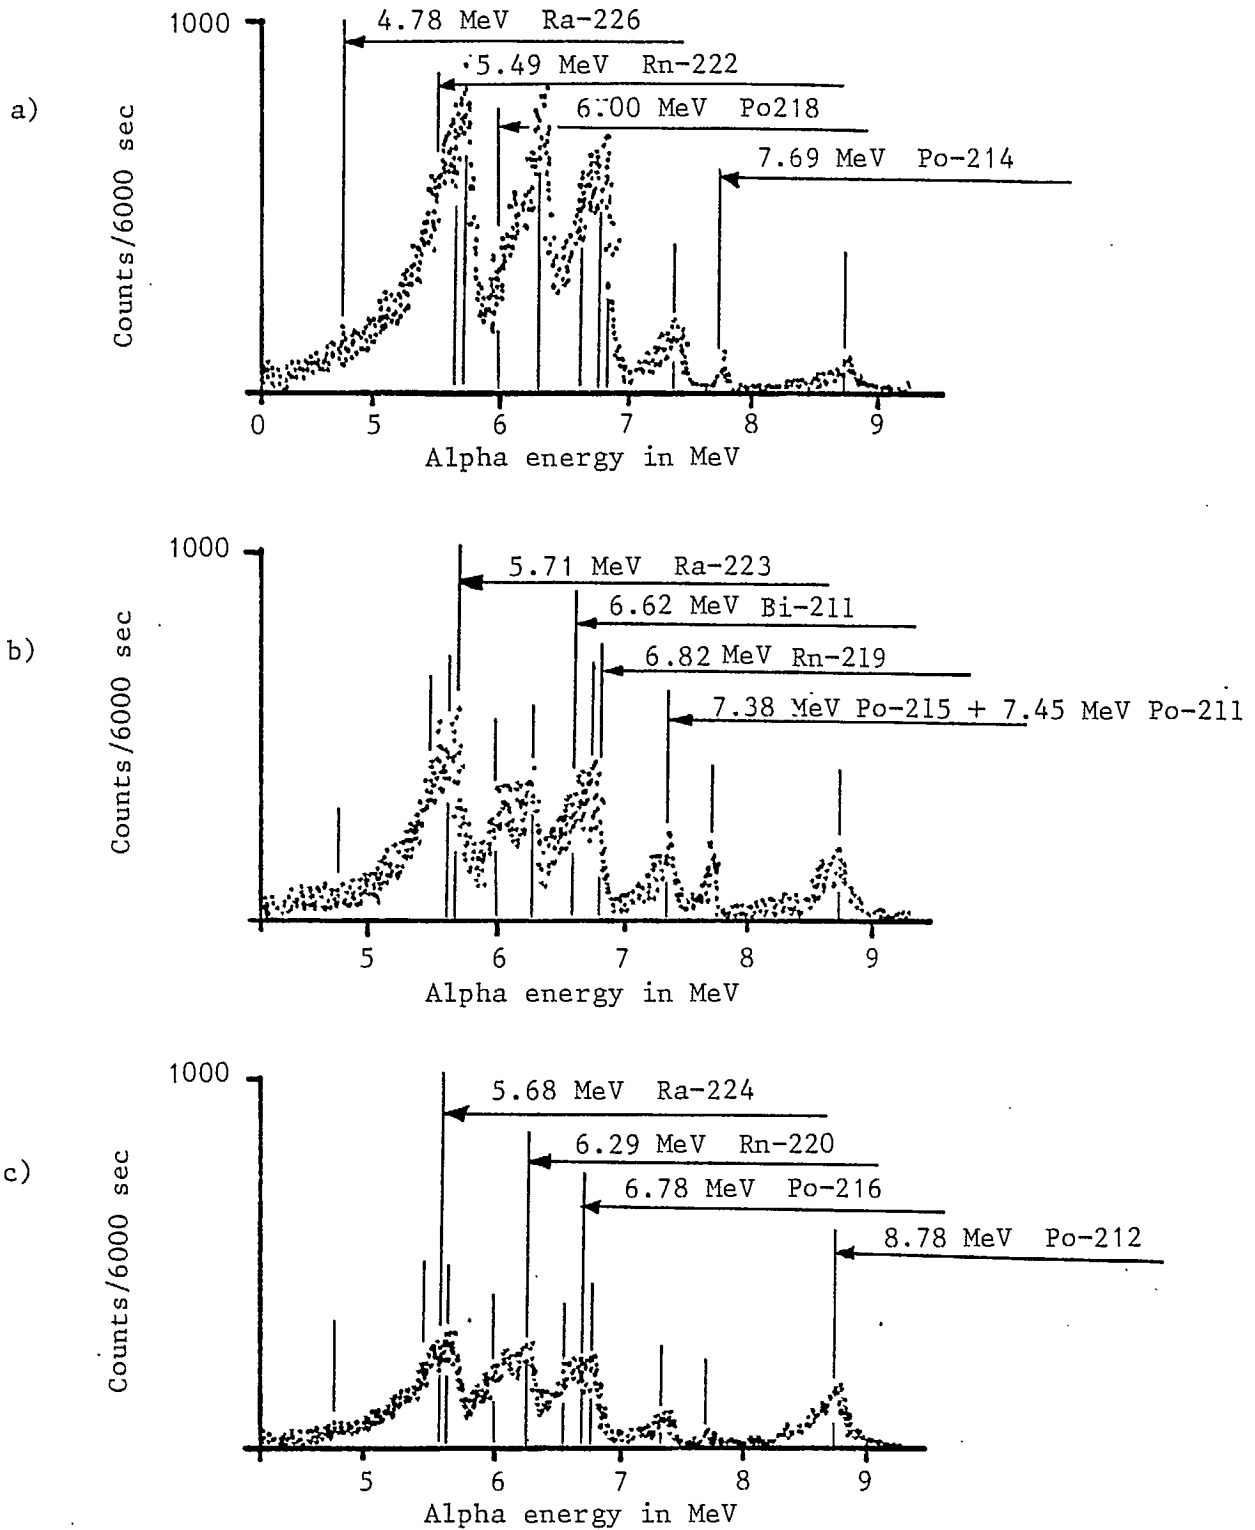 1000
4.78 MeV Ra-226
5.49 MeV Rn-222
6.00 MeV Po218
7.69 MeV Po-214
a)
Counts/6000 sec
0 5 6 7 8 9
Alpha energy in MeV
1000
5.71 MeV Ra-223
6.62 MeV Bi-211
6.82 MeV Rn-219
7.38 MeV Po-215 + 7.45 MeV Po-211
b)
Counts/6000 sec
5 6 7 8 9
Alpha energy in MeV
1000
5.68 MeV Ra-224
6.29 MeV Rn-220
6.78 MeV Po-216
8.78 MeV Po-212
c)
Counts/6000 sec
5 6 7 8 9
Alpha energy in MeV